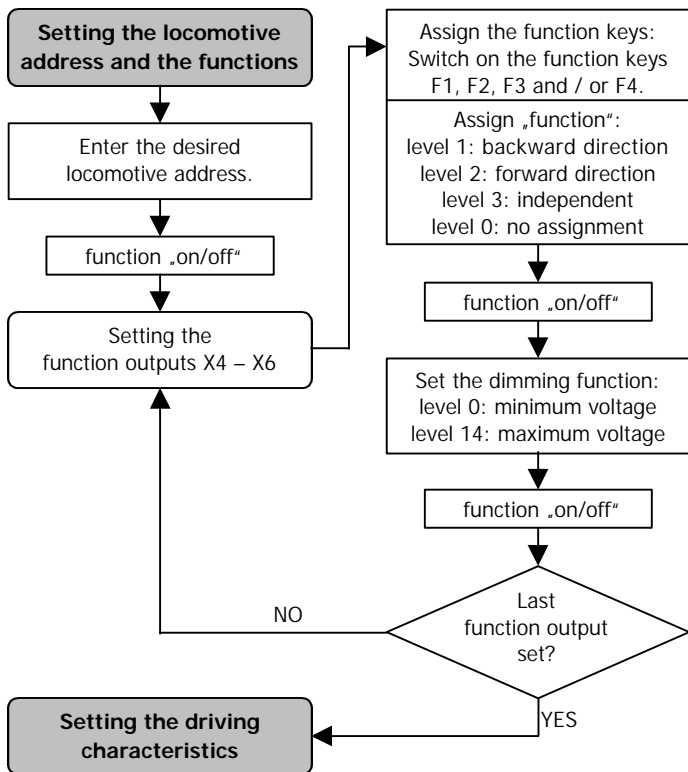 Setting the locomotive
address and the functions
Enter the desired
locomotive address.
function „on/off“
Setting the
function outputs X4 – X6
Assign the function keys:
Switch on the function keys
F1, F2, F3 and / or F4.
Assign „function“:
level 1: backward direction
level 2: forward direction
level 3: independent
level 0: no assignment
function „on/off“
Set the dimming function:
level 0: minimum voltage
level 14: maximum voltage
function „on/off“
Last
function output
set?
NO
YES
Setting the driving
characteristics